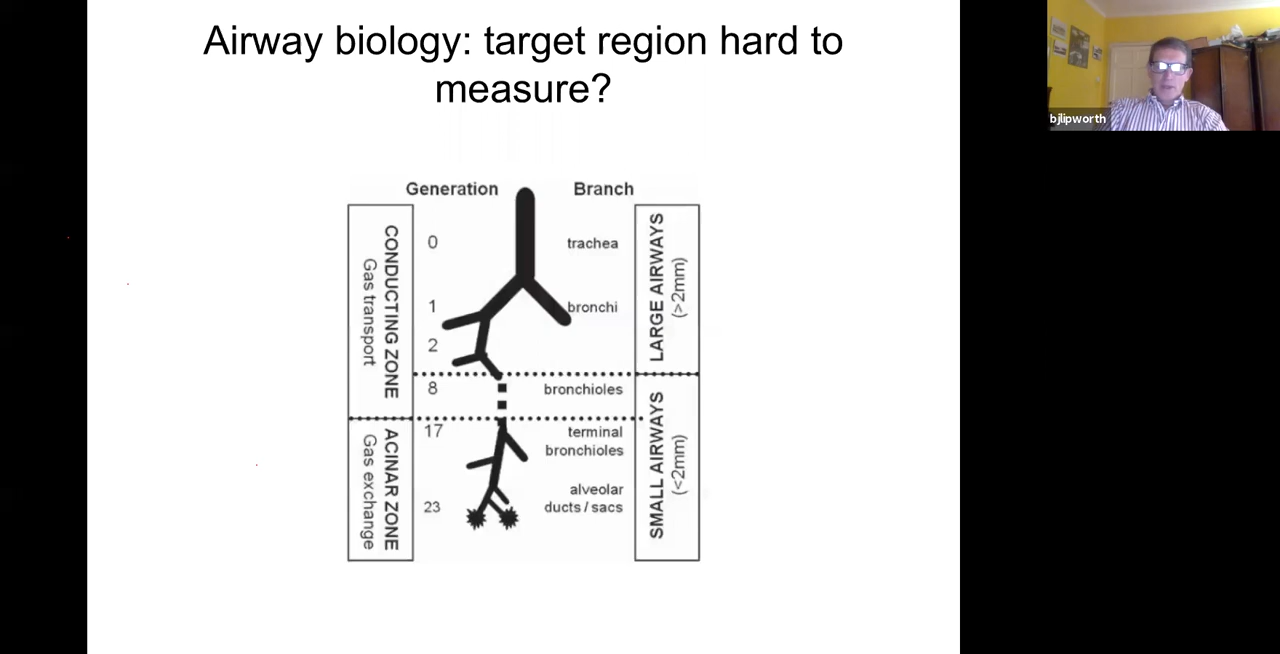 Airway biology: target region hard to
measure?
bjlipworth
Generation
Branch
CONDUCTING ZONE
Gas transport
ACINAR ZONE
Gas exchange
0
trachea
1
bronchi
2
8
bronchioles
17
terminal
bronchioles
23
alveolar
ducts / sacs
LARGE AIRWAYS
(>2mm)
SMALL AIRWAYS
(<2mm)